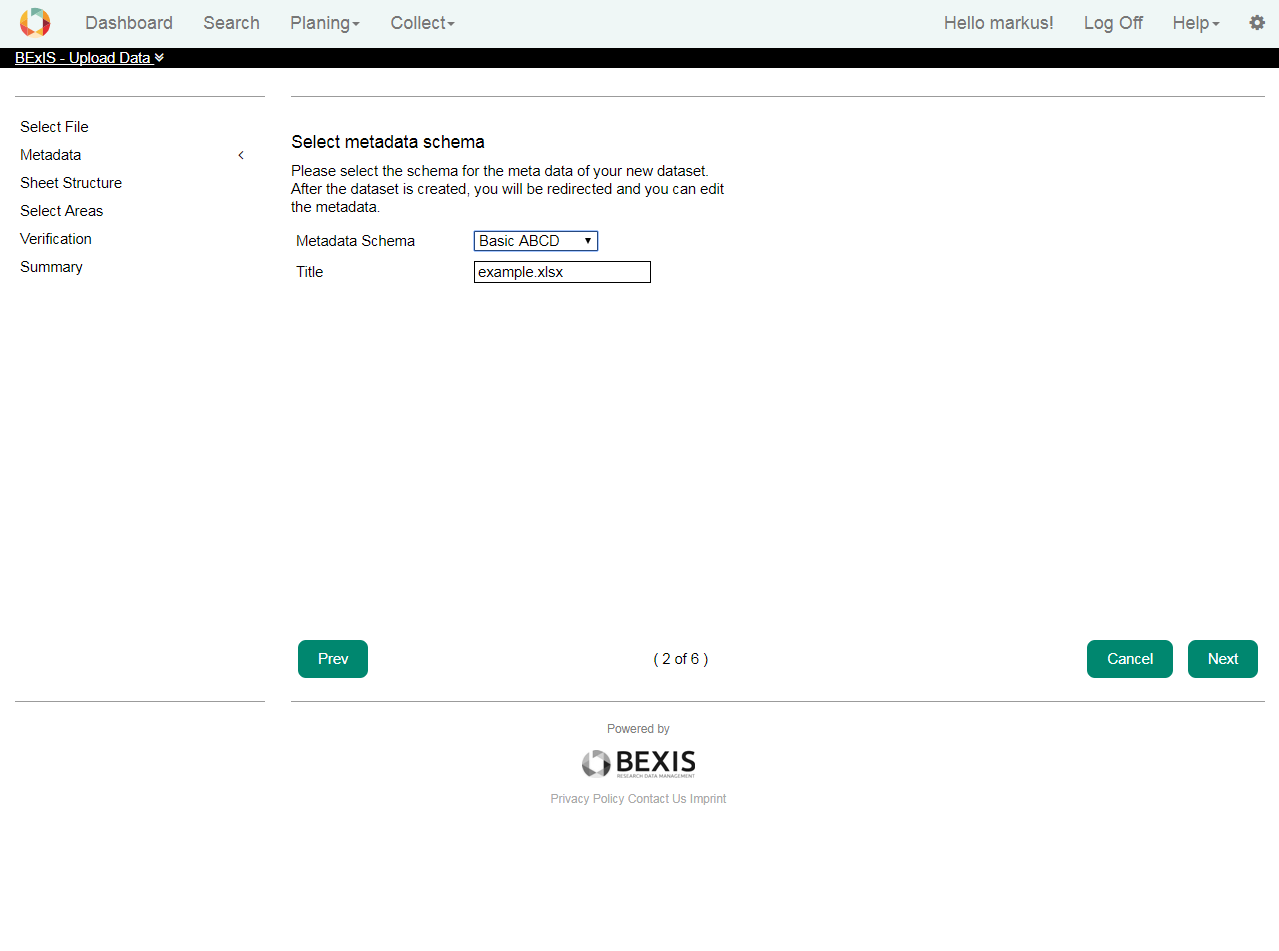 Dashboard Search Planing Collect Hello markus! Log Off Help
BExIS - Upload Data
Select File
Metadata <
Sheet Structure
Select Areas
Verification
Summary
Select metadata schema
Please select the schema for the meta data of your new dataset.
After the dataset is created, you will be redirected and you can edit
the metadata.
Metadata Schema Basic ABCD
Title example.xlsx
Prev ( 2 of 6 ) Cancel Next
Powered by
BEXIS
RESEARCH DATA MANAGEMENT
Privacy Policy Contact Us Imprint